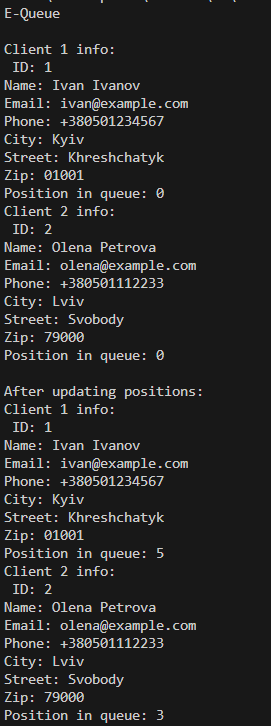 E-Queue
Client 1 info:
ID: 1
Name: Ivan Ivanov
Email: ivan@example.com
Phone: +380501234567
City: Kyiv
Street: Khreshchatyk
Zip: 01001
Position in queue: 0
Client 2 info:
ID: 2
Name: Olena Petrova
Email: olena@example.com
Phone: +380501112233
City: Lviv
Street: Svobody
Zip: 79000
Position in queue: 0
After updating positions:
Client 1 info:
ID: 1
Name: Ivan Ivanov
Email: ivan@example.com
Phone: +380501234567
City: Kyiv
Street: Khreshchatyk
Zip: 01001
Position in queue: 5
Client 2 info:
ID: 2
Name: Olena Petrova
Email: olena@example.com
Phone: +380501112233
City: Lviv
Street: Svobody
Zip: 79000
Position in queue: 3